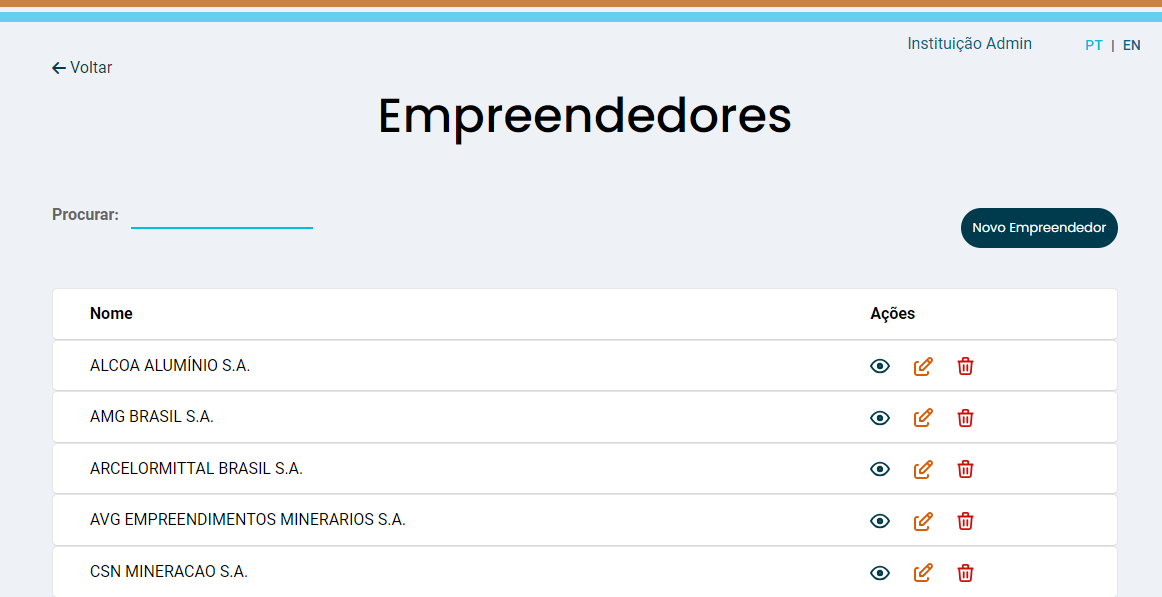 Instituição Admin PT | EN
Voltar
Empreendedores
Procurar:
Novo Empreendedor
Nome Ações
ALCOA ALUMÍNIO S.A.
AMG BRASIL S.A.
ARCELORMITTAL BRASIL S.A.
AVG EMPREENDIMENTOS MINERARIOS S.A.
CSN MINERACAO S.A.